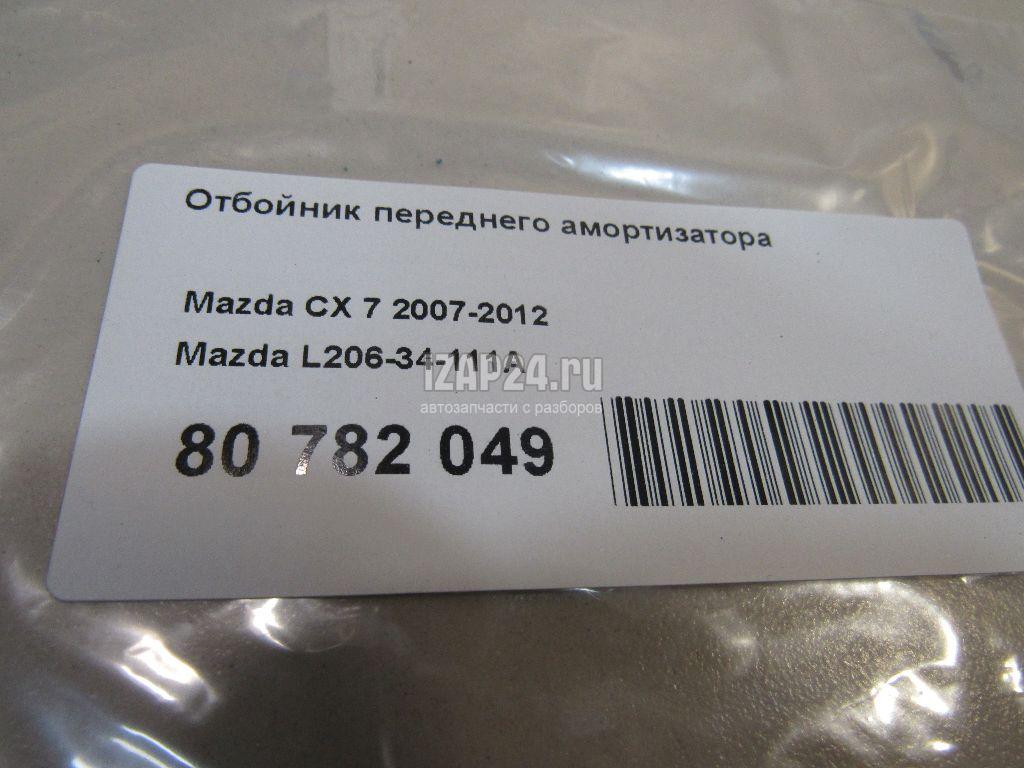 Отбойник переднего амортизатора
Mazda CX 7 2007-2012
Mazda L206-34-111A
iZAP24.ru
автозапчасти с разборов
80 782 049